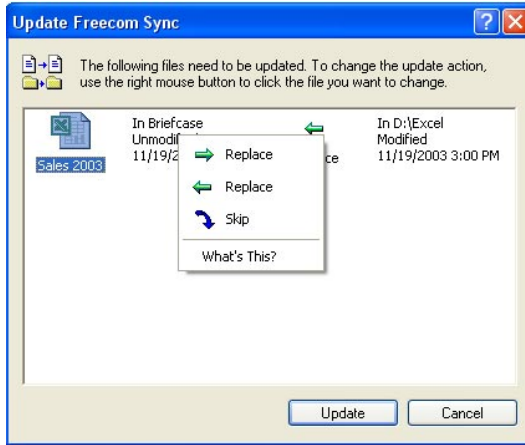 Update Freecom Sync
The following files need to be updated. To change the update action,
use the right mouse button to click the file you want to change.
Sales 2003
In Briefcase
In D:\Excel
Modified
11/19/2003 3:00 PM
Replace
Replace
Skip
What's This?
Update
Cancel